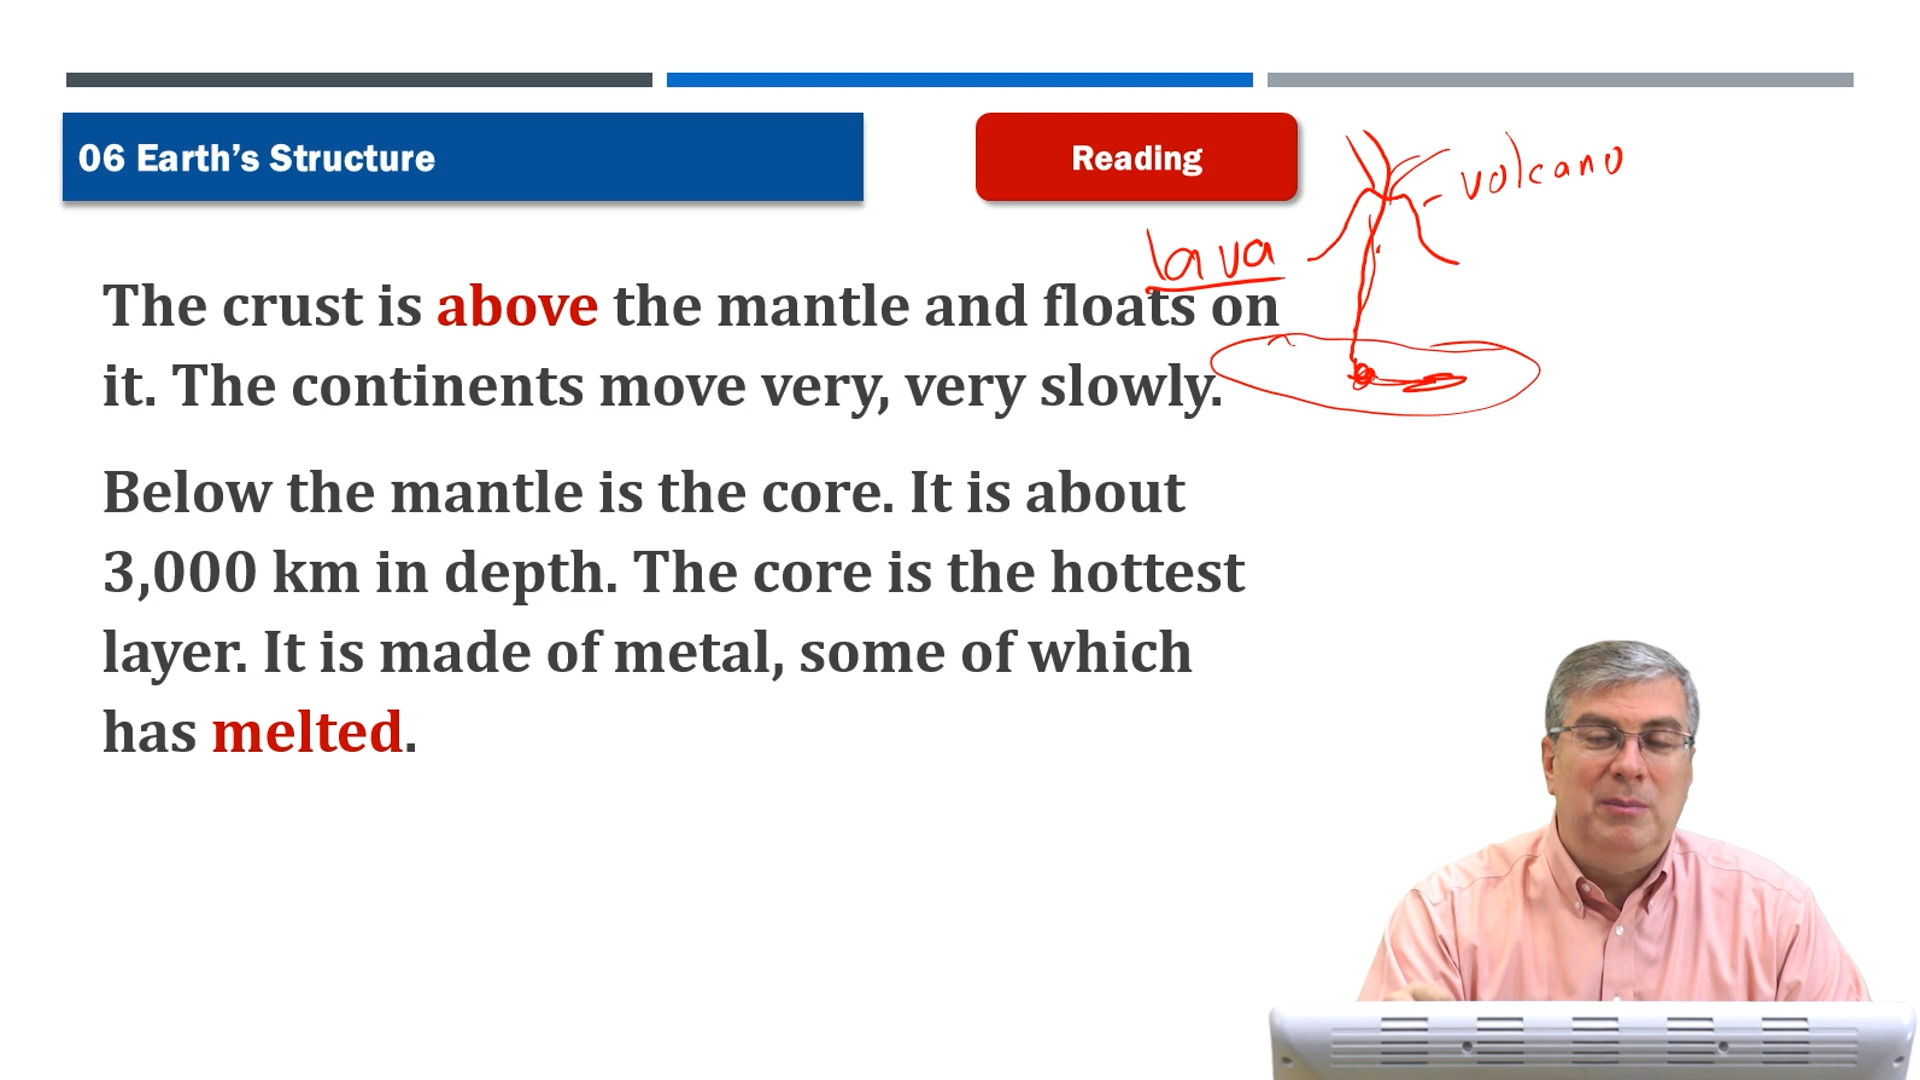 06 Earth's Structure
Reading
volcano
lava
The crust is above the mantle and floats on
it. The continents move very, very slowly.
Below the mantle is the core. It is about
3,000 km in depth. The core is the hottest
layer. It is made of metal, some of which
has melted.